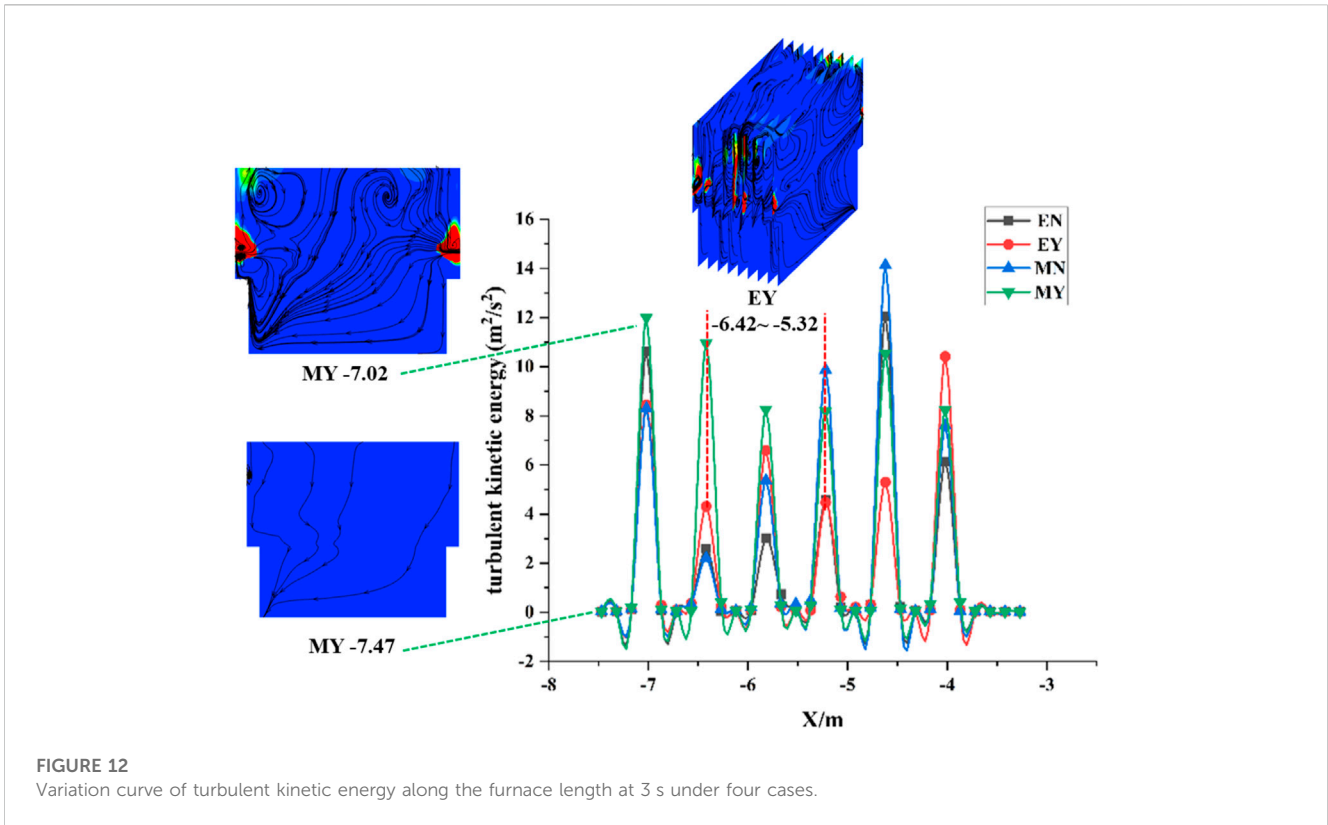 EY
-6.42~ -5.32
MY -7.02
MY -7.47
turbulent kinetic energy (m²/s²)
16
14
12
10
8
6
4
2
0
-2
-8
-7
-6
-5
-4
-3
X/m
EN
EY
MN
MY
FIGURE 12
Variation curve of turbulent kinetic energy along the furnace length at 3 s under four cases.